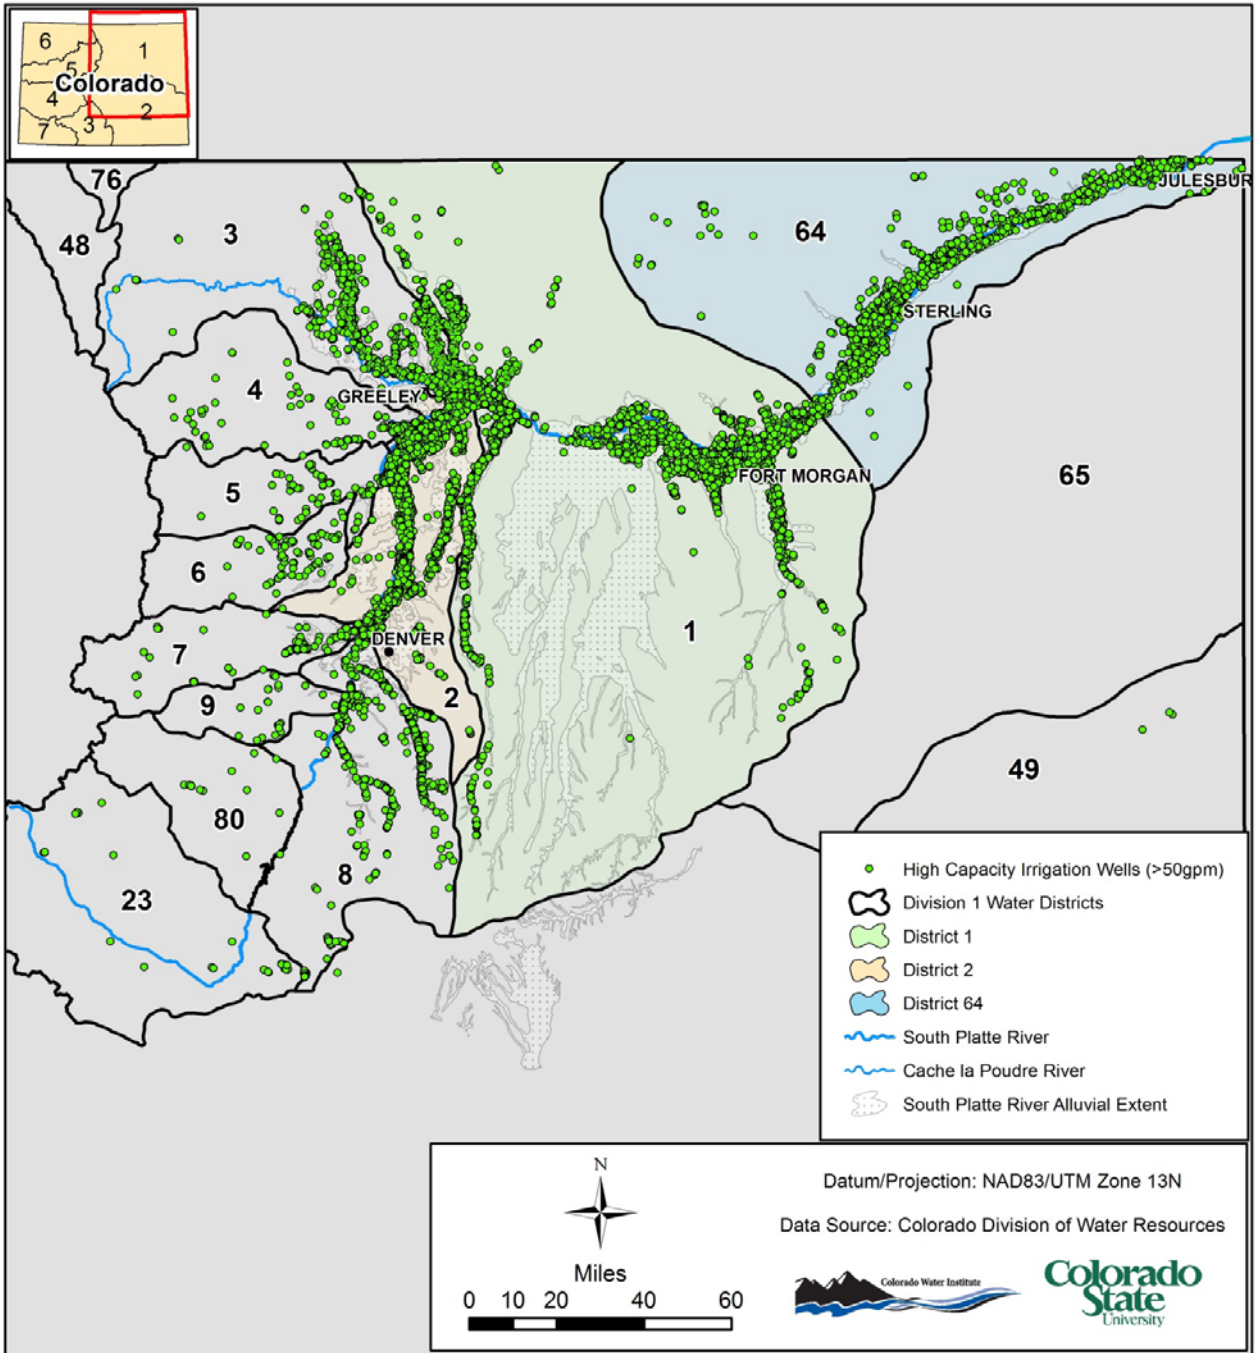 6
1
5
Colorado
4
2
3
7
76
JULESBUR
3
64
48
STERLING
4
GREELEY
FORT MORGAN
65
5
6
1
DENVER
7
2
9
49
80
8
23
High Capacity Irrigation Wells (>50gpm)
Division 1 Water Districts
District 1
District 2
District 64
South Platte River
Cache la Poudre River
South Platte River Alluvial Extent
N
Datum/Projection: NAD83/UTM Zone 13N
Data Source: Colorado Division of Water Resources
Miles
0 10 20 40 60
Colorado Water Institute
Colorado
State
University